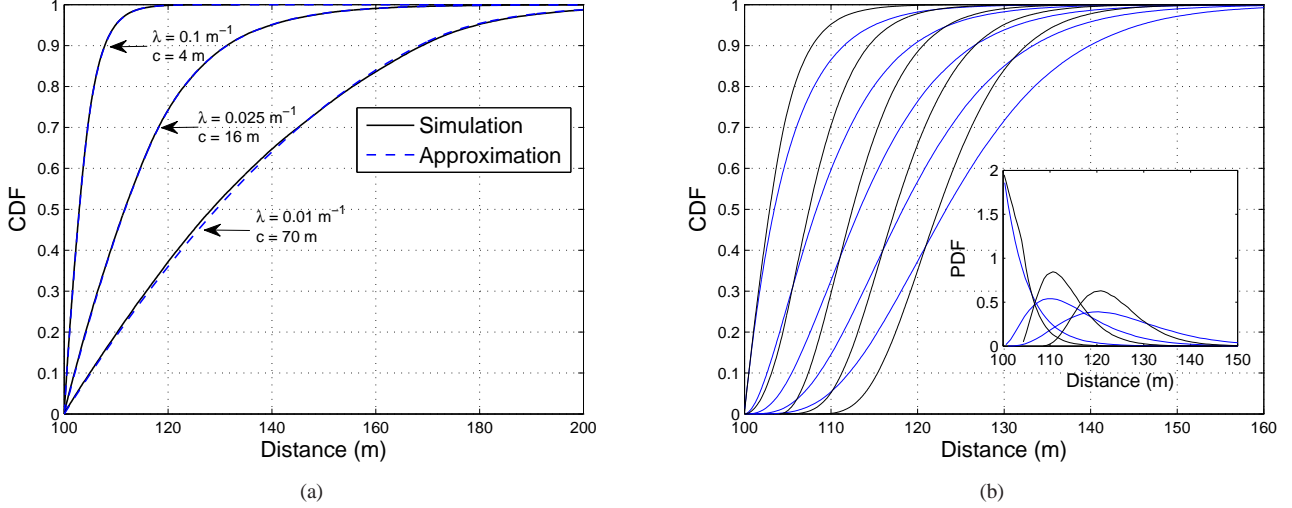 1
0.9
0.8
0.7
0.6
0.5
0.4
0.3
0.2
0.1
0
CDF
λ = 0.1 m⁻¹
c = 4 m
λ = 0.025 m⁻¹
c = 16 m
Simulation
Approximation
λ = 0.01 m⁻¹
c = 70 m
100 120 140 160 180 200
Distance (m)
(a)
1
0.9
0.8
0.7
0.6
0.5
0.4
0.3
0.2
0.1
0
CDF
2
1.5
1
0.5
0
PDF
100 110 120 130 140 150
Distance (m)
100 110 120 130 140 150 160
Distance (m)
(b)